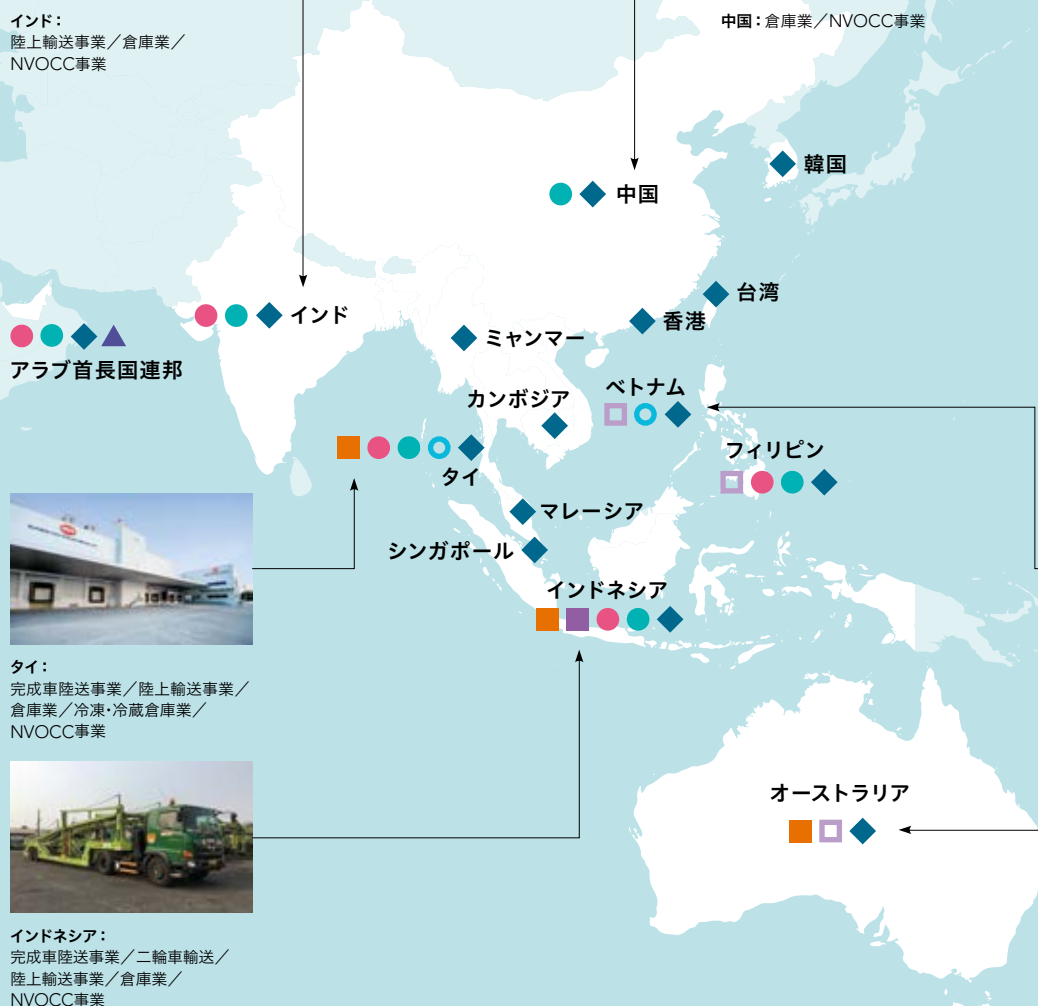 インド：
陸上輸送事業／倉庫業／
NVOCC事業
中国：倉庫業／NVOCC事業
韓国
中国
台湾
インド
香港
ミャンマー
アラブ首長国連邦
ベトナム
カンボジア
フィリピン
タイ
マレーシア
シンガポール
インドネシア
タイ：
完成車陸送事業／陸上輸送事業／
倉庫業／冷凍・冷蔵倉庫業／
NVOCC事業
オーストラリア
インドネシア：
完成車陸送事業／二輪車輸送／
陸上輸送事業／倉庫業／
NVOCC事業